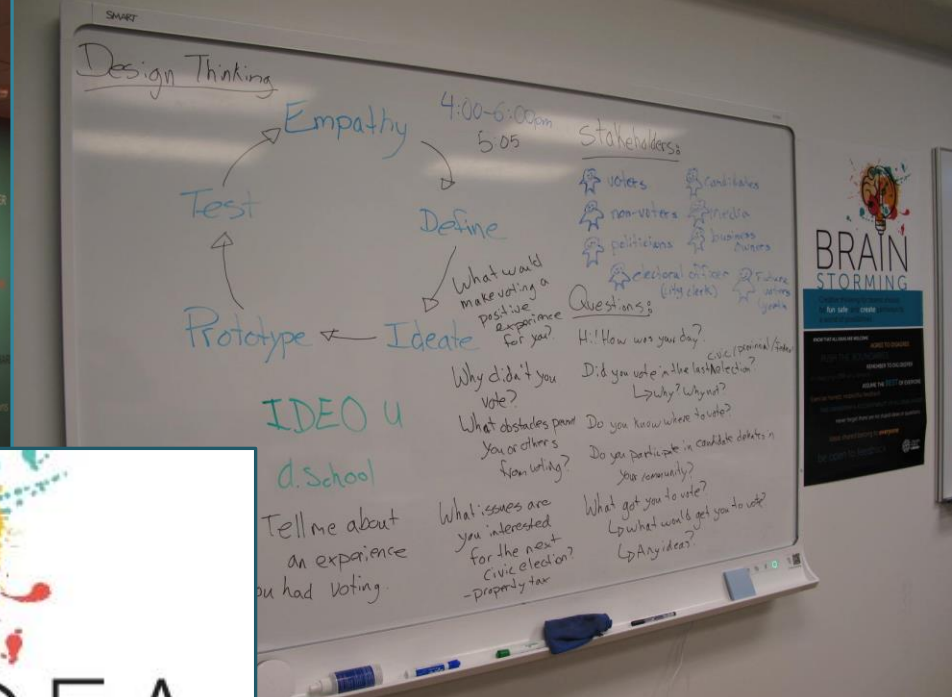 SMART
Design Thinking
Empathy
Define
Ideate
Prototype
Test
4:00-6:00pm
5:05
IDEO U
d.School
Tell me about
an experience
ou had voting.
What would
make voting a
positive
experience
for you?
Why didn't you
vote?
What obstacles
you or others
from voting?
What issues are
you interested
for the next
civic election?
- property tax
Stakeholders:
voters
candidates
non-voters
media
politicians
business
owners
electoral officer
(city clerk)
Future
Questions:
Hi! How was your day?
civic/provincial/federal
Did you vote in the last election?
↳ Why? Why not?
Do you know where to vote?
Do you participate in candidate debates in
your community?
What got you to vote?
↳ What would get you to vote?
↳ Any ideas?
BRAIN
STORMING
DEA